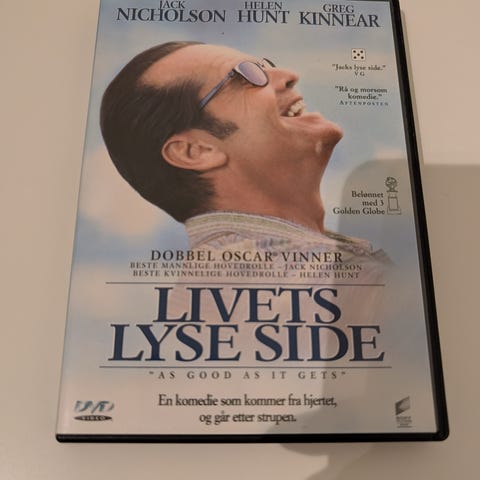 JACK HELEN GREG
NICHOLSON HUNT KINNEAR
"Jacks lyse side."
VG
"Rå og morsom
komedie."
AFTENPOSTEN
Belønnet
med 3
Golden Globe
DOBBEL OSCAR VINNER
BESTE MANNLIGE HOVEDROLLE – JACK NICHOLSON
BESTE KVINNELIGE HOVEDROLLE – HELEN HUNT
LIVETS
LYSE SIDE
"AS GOOD AS IT GETS"
En komedie som kommer fra hjertet,
og går etter strupen.
DVD
VIDEO